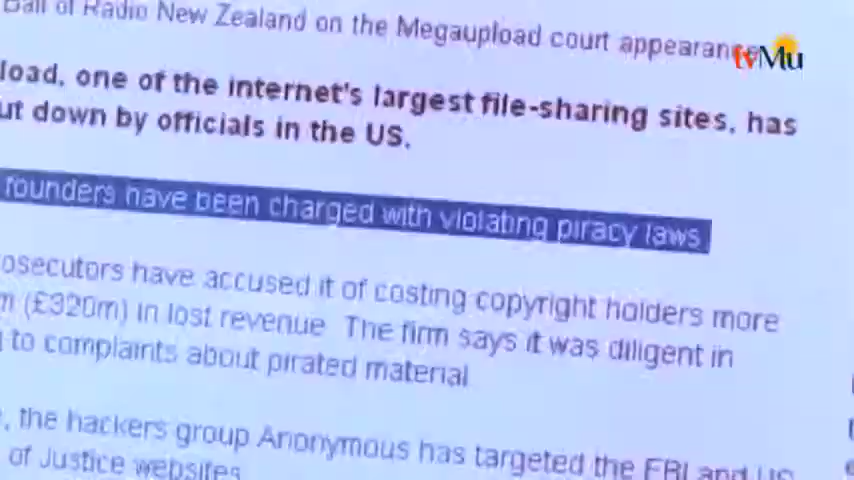 of Radio New Zealand on the Megaupload court appearance
tvMu
load, one of the internet's largest file-sharing sites, has
ut down by officials in the US.
founders have been charged with violating piracy laws.
osecutors have accused it of costing copyright holders more
m (£320m) in lost revenue. The firm says it was diligent in
to complaints about pirated material.
, the hackers group Anonymous has targeted the FBI and US
of Justice websites.